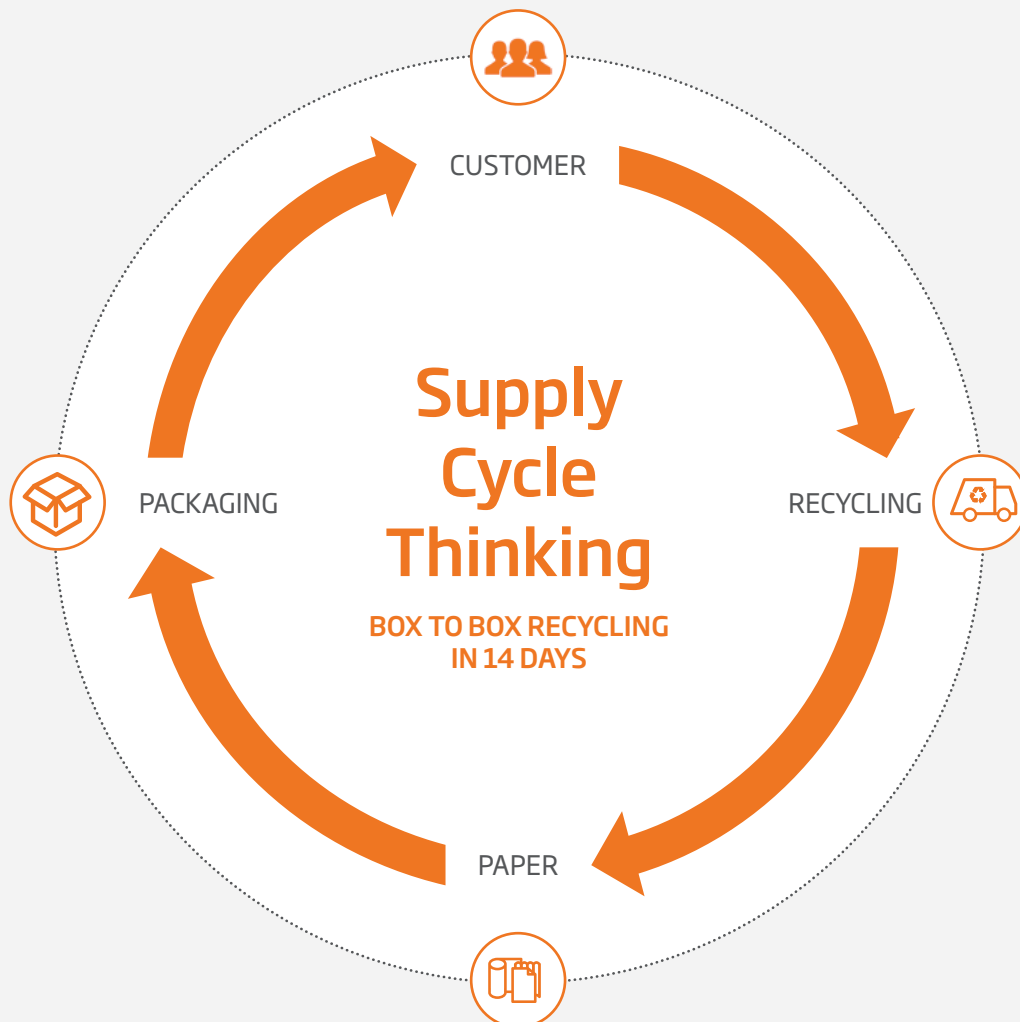 CUSTOMER
Supply
Cycle
Thinking
PACKAGING
RECYCLING
BOX TO BOX RECYCLING
IN 14 DAYS
PAPER